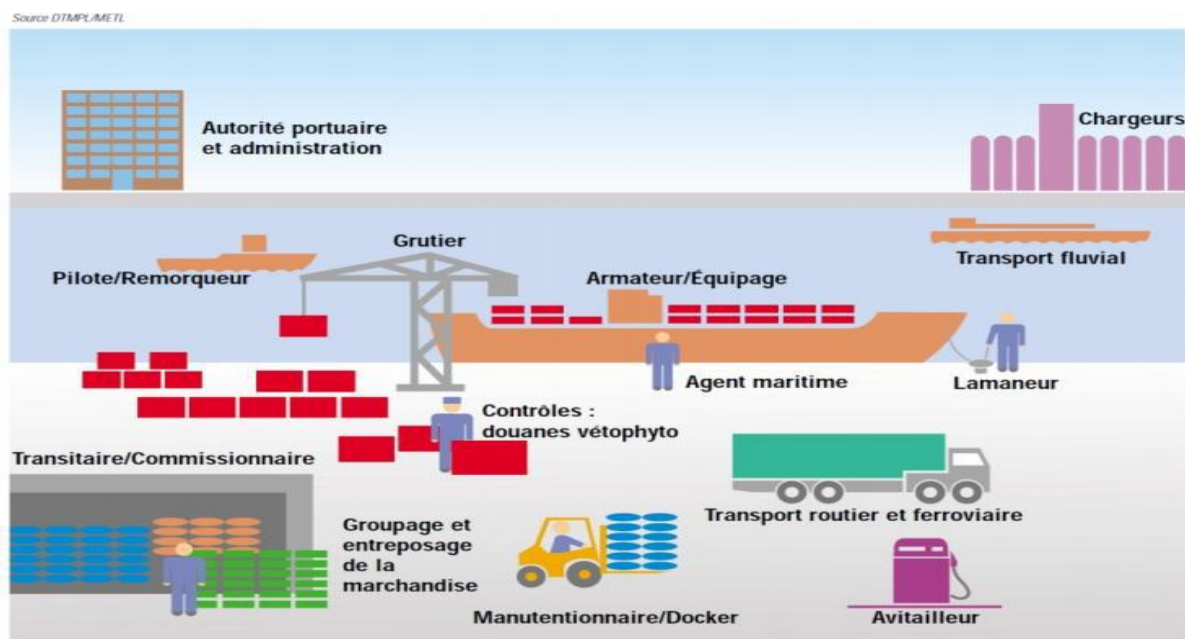 Source DTMPL/METL
Autorité portuaire
et administration
Chargeurs
Grutier
Pilote/Remorqueur
Armateur/Équipage
Transport fluvial
Agent maritime
Lamaneur
Contrôles :
douanes vétophyto
Transitaire/Commissionnaire
Groupage et
entreposage
de la
marchandise
Transport routier et ferroviaire
Manutentionnaire/Docker
Avitailleur